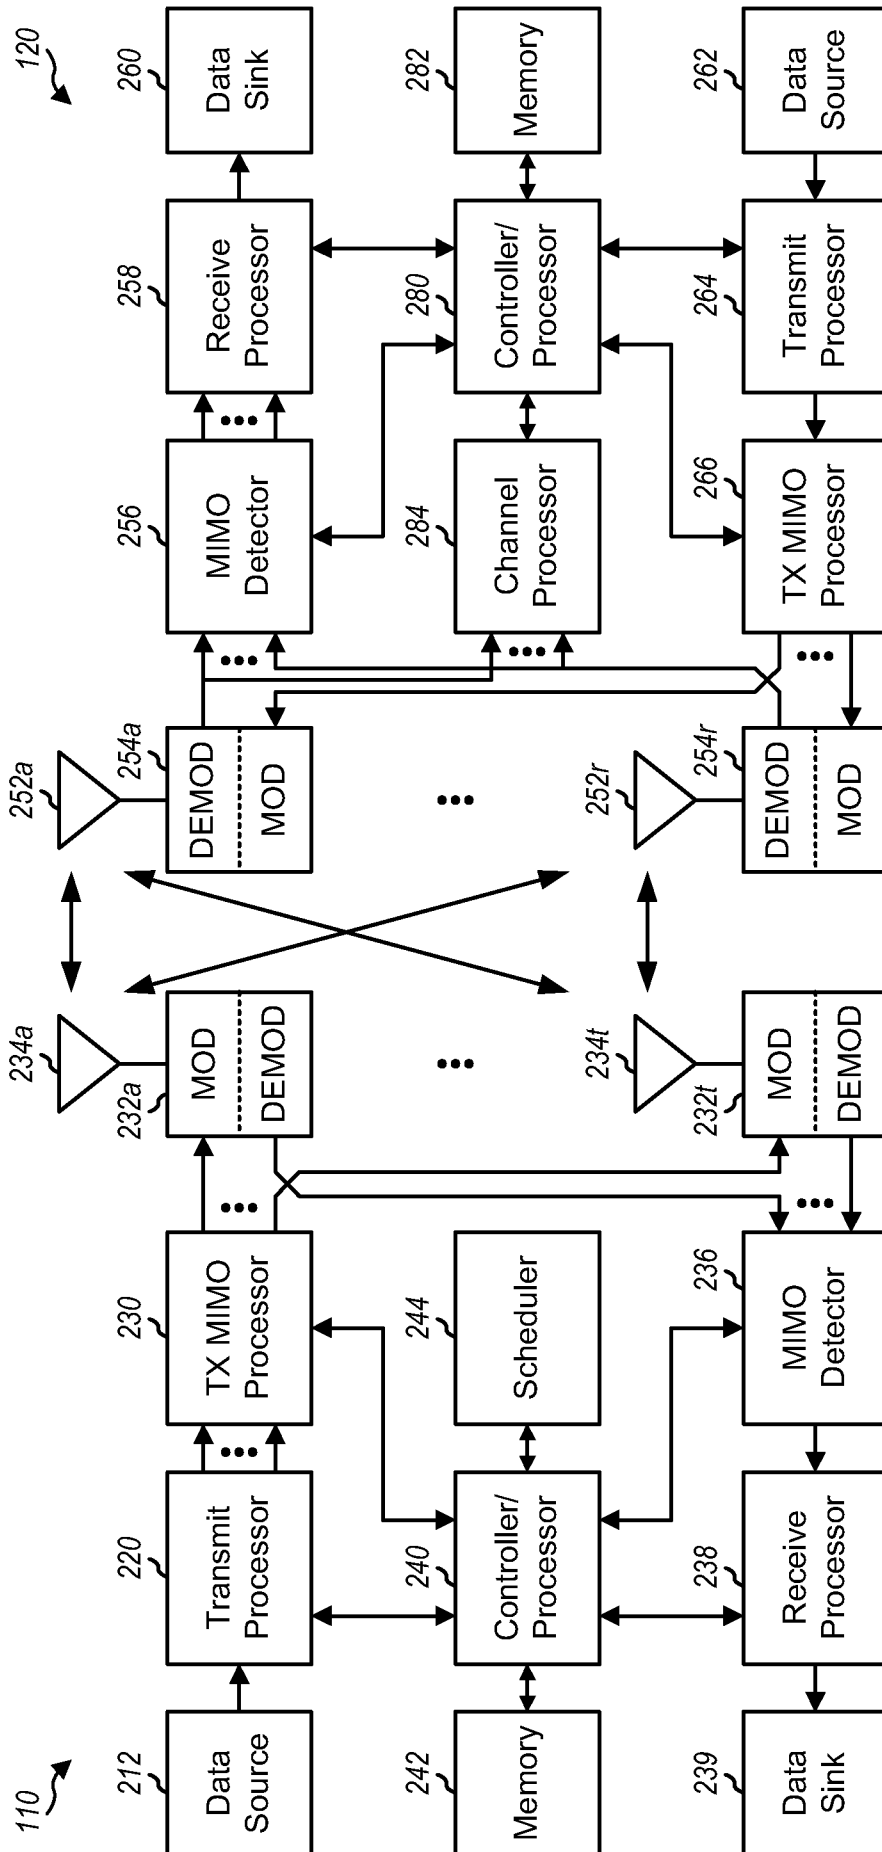 110
120
212
Data
Source
220
Transmit
Processor
230
TX MIMO
Processor
232a
MOD
DEMOD
234a
252a
254a
DEMOD
MOD
256
MIMO
Detector
258
Receive
Processor
260
Data
Sink
242
Memory
240
Controller/
Processor
244
Scheduler
284
Channel
Processor
280
Controller/
Processor
282
Memory
239
Data
Sink
238
Receive
Processor
236
MIMO
Detector
232t
MOD
DEMOD
234t
252r
254r
DEMOD
MOD
266
TX MIMO
Processor
264
Transmit
Processor
262
Data
Source